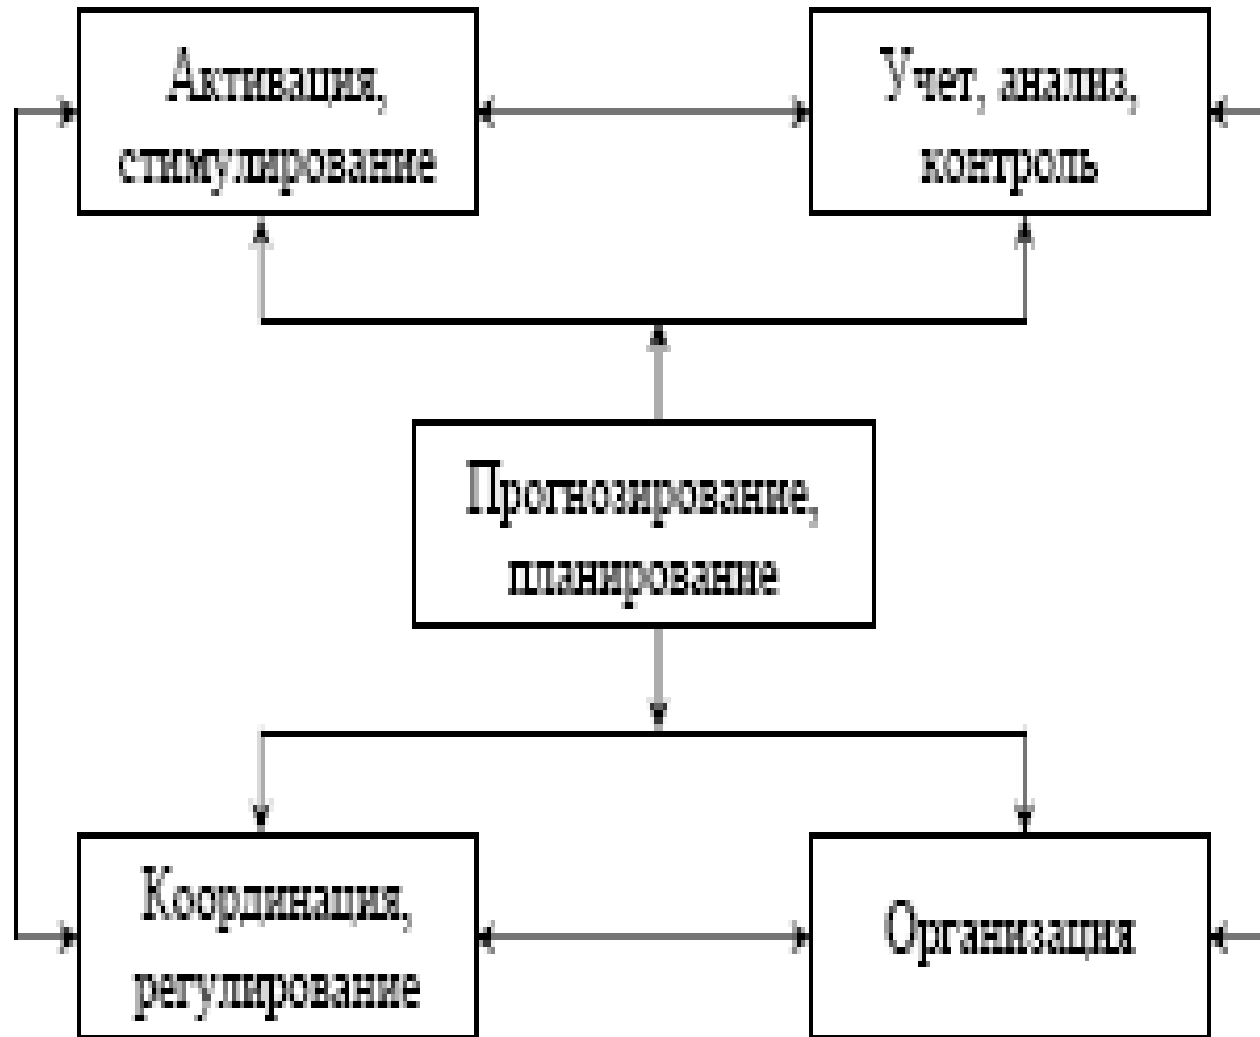 Активация,
стимулирование
Учет, анализ,
контроль
Прогнозирование,
планирование
Координация,
регулирование
Организация